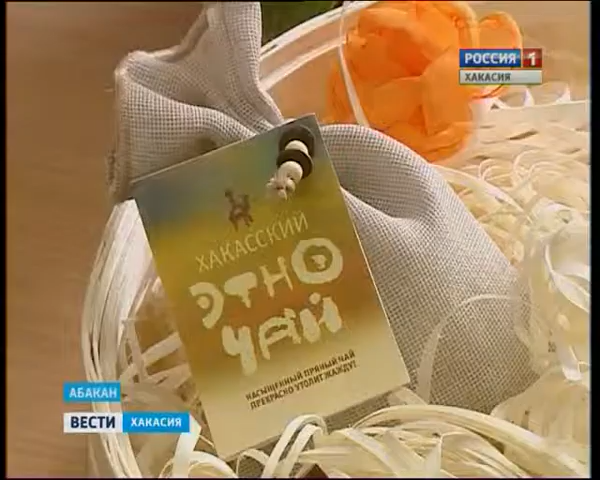 РОССИЯ 1
ХАКАСИЯ
ХАКАССКИЙ
ЭТНО
ЧАЙ
НАСЫЩЕННЫЙ ПРЯНЫЙ ЧАЙ
ПРЕКРАСНО УТОЛИТ ЖАЖДУ!
АБАКАН
ВЕСТИ ХАКАСИЯ